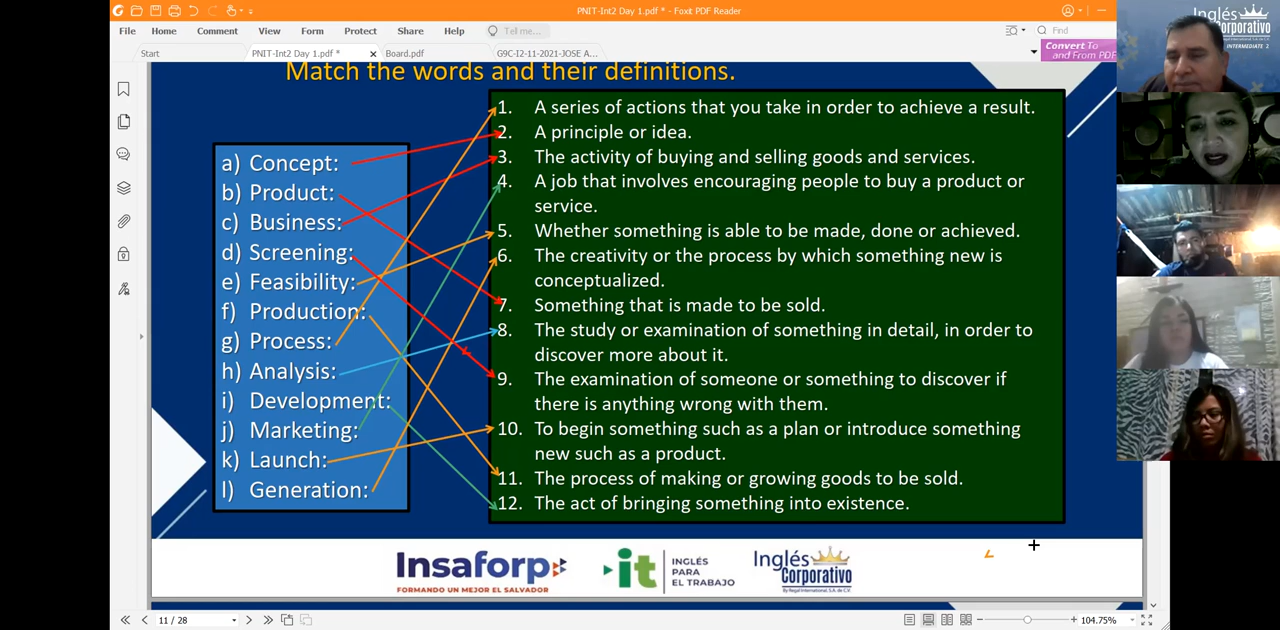 PNIT-Int2 Day 1.pdf * - Foxit PDF Reader
File Home Comment View Form Protect Share Help Tell me... Find
Start PNIT-Int2 Day 1.pdf * Board.pdf G9C-I2-11-2021-JOSE A...
Convert To
and From PDF
Inglés
Corporativo
INTERMEDIATE 2
Match the words and their definitions.
a) Concept:
b) Product:
c) Business:
d) Screening:
e) Feasibility:
f) Production:
g) Process:
h) Analysis:
i) Development:
j) Marketing:
k) Launch:
l) Generation:
1. A series of actions that you take in order to achieve a result.
2. A principle or idea.
3. The activity of buying and selling goods and services.
4. A job that involves encouraging people to buy a product or
service.
5. Whether something is able to be made, done or achieved.
6. The creativity or the process by which something new is
conceptualized.
7. Something that is made to be sold.
8. The study or examination of something in detail, in order to
discover more about it.
9. The examination of someone or something to discover if
there is anything wrong with them.
10. To begin something such as a plan or introduce something
new such as a product.
11. The process of making or growing goods to be sold.
12. The act of bringing something into existence.
Insaforp
FORMANDO UN MEJOR EL SALVADOR
it
INGLÉS
PARA
EL TRABAJO
Inglés
Corporativo
By Regal International, S.A. de C.V.
11 / 28
104.75%